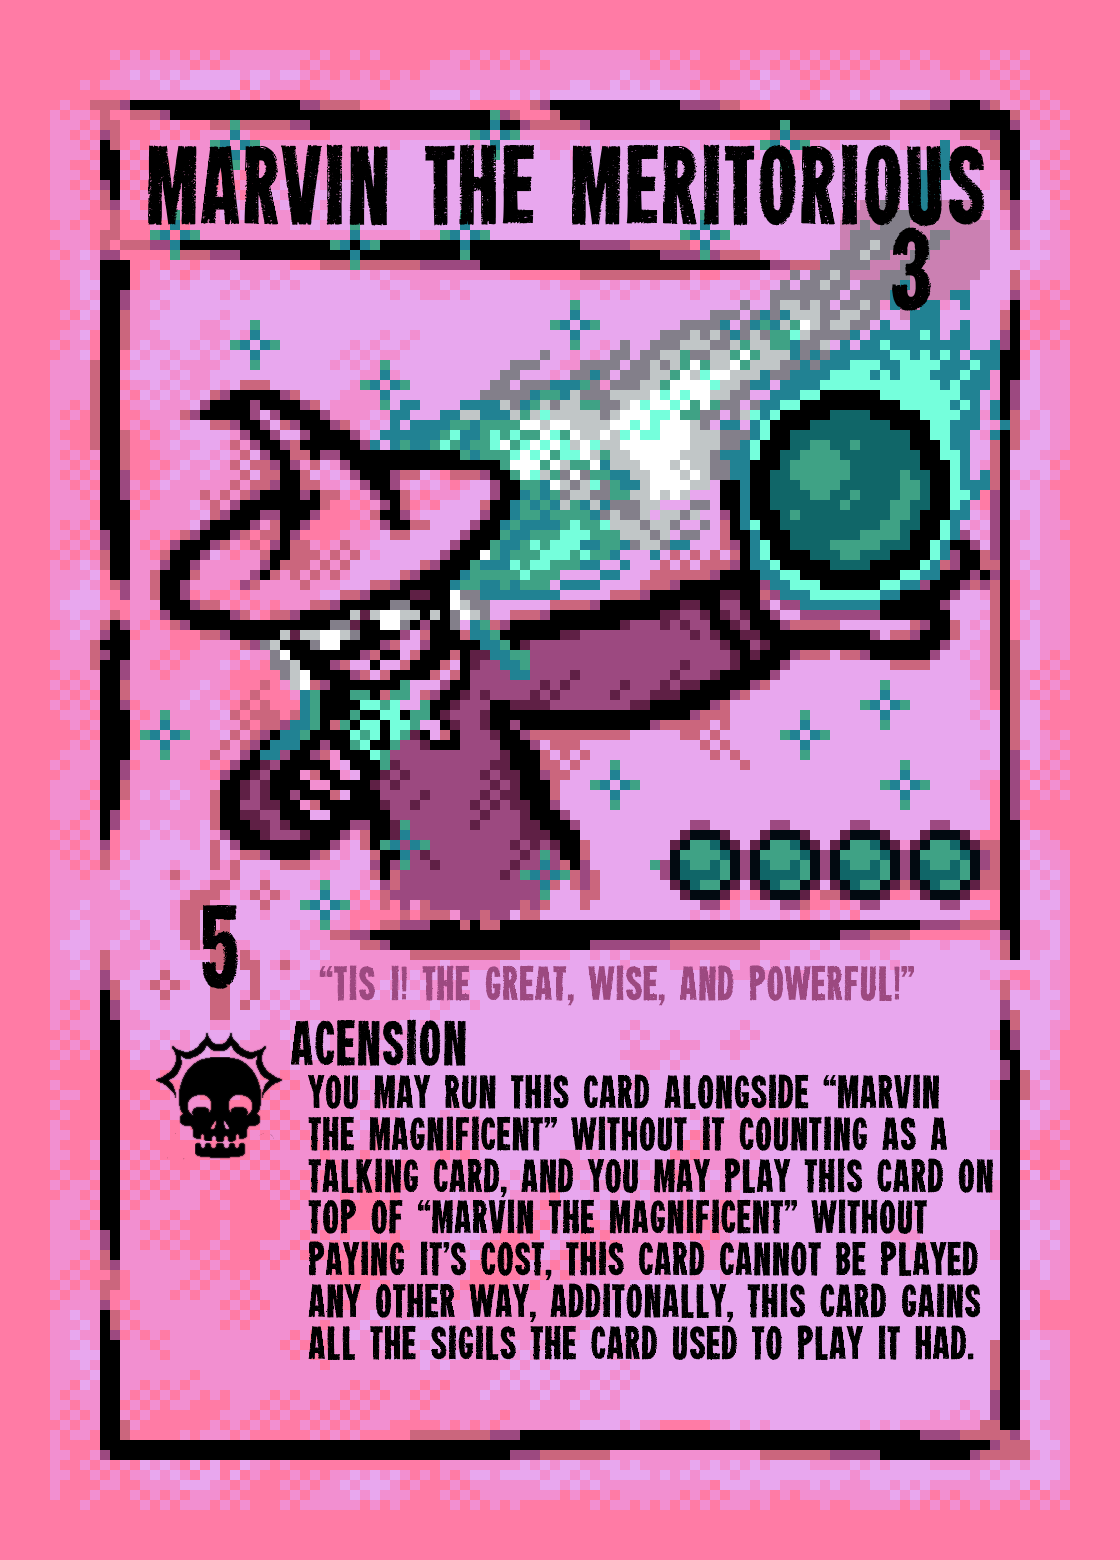 MARVIN THE MERITORIOUS
3
5
“TIS I! THE GREAT, WISE, AND POWERFUL!”
ACENSION
YOU MAY RUN THIS CARD ALONGSIDE “MARVIN
THE MAGNIFICENT” WITHOUT IT COUNTING AS A
TALKING CARD, AND YOU MAY PLAY THIS CARD ON
TOP OF “MARVIN THE MAGNIFICENT” WITHOUT
PAYING IT’S COST, THIS CARD CANNOT BE PLAYED
ANY OTHER WAY, ADDITONALLY, THIS CARD GAINS
ALL THE SIGILS THE CARD USED TO PLAY IT HAD.